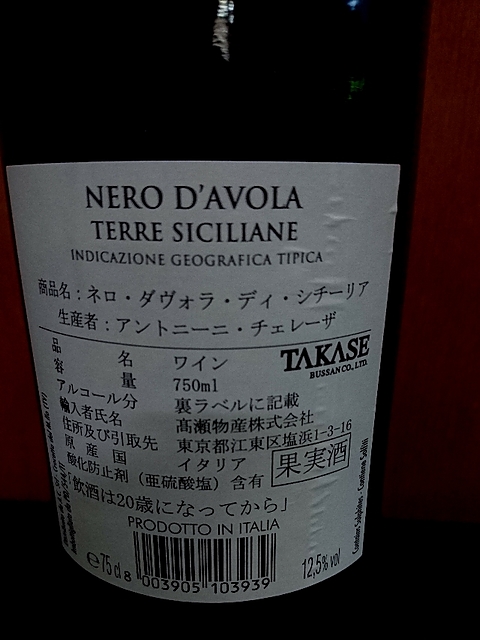 NERO D'AVOLA
TERRE SICILIANE
INDICAZIONE GEOGRAFICA TIPICA
商品名：ネロ・ダヴォラ・ディ・シチーリア
生産者：アントニーニ・チェレーザ
TAKASE
BUSSAN CO., LTD.
品名 ワイン
容量 750ml
アルコール分 裏ラベルに記載
輸入者氏名 髙瀬物産株式会社
住所及び引取先 東京都江東区塩浜1-3-16
原産国 イタリア
果実酒
酸化防止剤（亜硫酸塩）含有
「飲酒は20歳になってから」
PRODOTTO IN ITALIA
℮75 cl
8 003905 103939
12,5% vol
Contains Sulphites - Contiene Solfiti